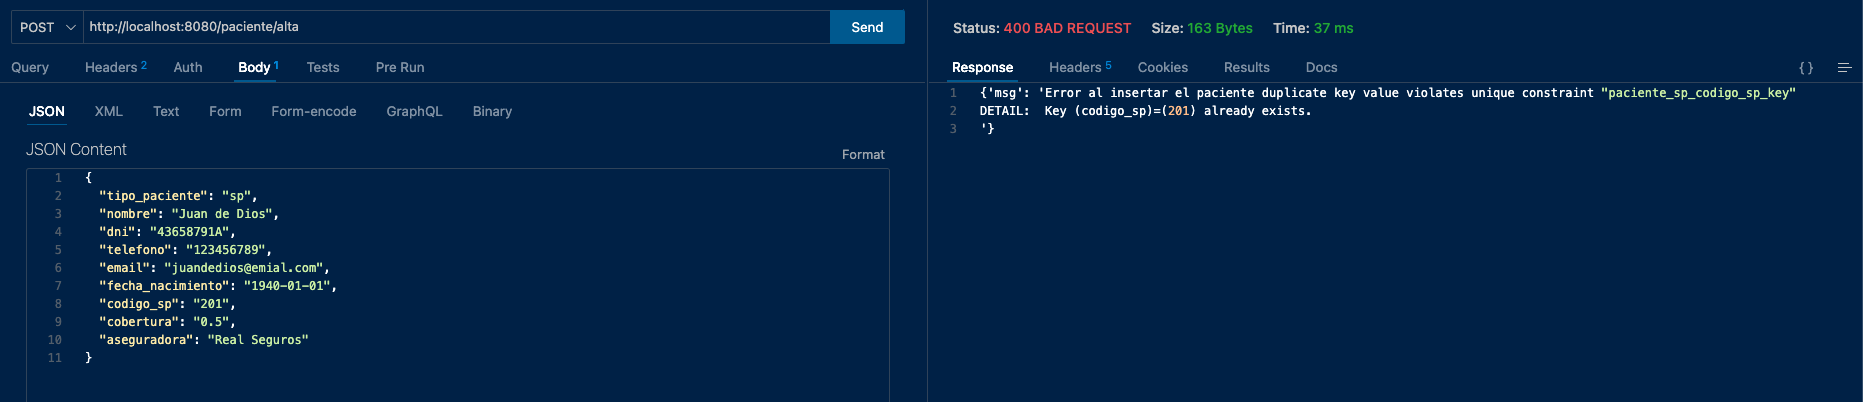 POST http://localhost:8080/paciente/alta Send
Query Headers 2 Auth Body 1 Tests Pre Run
JSON XML Text Form Form-encode GraphQL Binary
JSON Content
Format
1 {
2 "tipo_paciente": "sp",
3 "nombre": "Juan de Dios",
4 "dni": "43658791A",
5 "telefono": "123456789",
6 "email": "juandedios@emial.com",
7 "fecha_nacimiento": "1940-01-01",
8 "codigo_sp": "201",
9 "cobertura": "0.5",
10 "aseguradora": "Real Seguros"
11 }
Status: 400 BAD REQUEST Size: 163 Bytes Time: 37 ms
Response Headers 5 Cookies Results Docs { }
1 {'msg': 'Error al insertar el paciente duplicate key value violates unique constraint "paciente_sp_codigo_sp_key"
2 DETAIL:  Key (codigo_sp)=(201) already exists.
3 '}